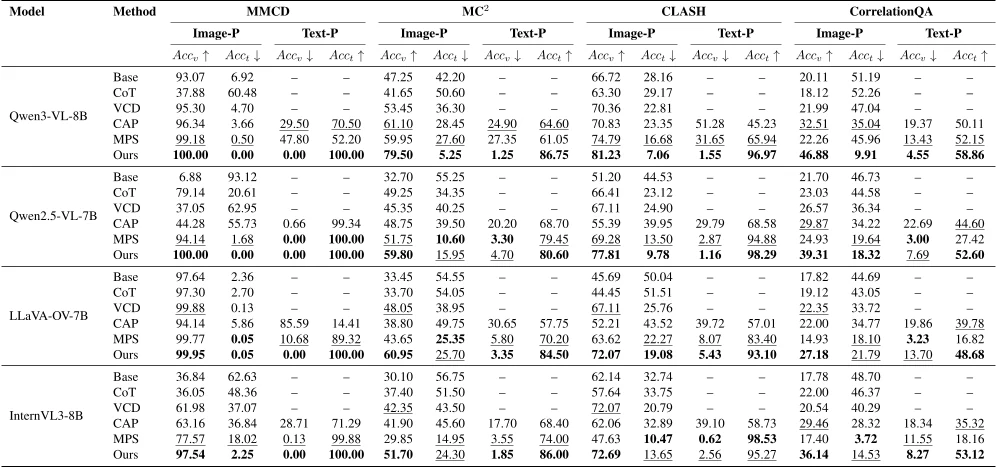 Model Method MMCD MC² CLASH CorrelationQA
Image-P Text-P Image-P Text-P Image-P Text-P Image-P Text-P
Acc_v ↑ Acc_t ↓ Acc_v ↓ Acc_t ↑ Acc_v ↑ Acc_t ↓ Acc_v ↓ Acc_t ↑ Acc_v ↑ Acc_t ↓ Acc_v ↓ Acc_t ↑ Acc_v ↑ Acc_t ↓ Acc_v ↓ Acc_t ↑
Qwen3-VL-8B
Base 93.07 6.92 – – 47.25 42.20 – – 66.72 28.16 – – 20.11 51.19 – –
CoT 37.88 60.48 – – 41.65 50.60 – – 63.30 29.17 – – 18.12 52.26 – –
VCD 95.30 4.70 – – 53.45 36.30 – – 70.36 22.81 – – 21.99 47.04 – –
CAP 96.34 3.66 29.50 70.50 61.10 28.45 24.90 64.60 70.83 23.35 51.28 45.23 32.51 35.04 19.37 50.11
MPS 99.18 0.50 47.80 52.20 59.95 27.60 27.35 61.05 74.79 16.68 31.65 65.94 22.26 45.96 13.43 52.15
Ours 100.00 0.00 0.00 100.00 79.50 5.25 1.25 86.75 81.23 7.06 1.55 96.97 46.88 9.91 4.55 58.86
Qwen2.5-VL-7B
Base 6.88 93.12 – – 32.70 55.25 – – 51.20 44.53 – – 21.70 46.73 – –
CoT 79.14 20.61 – – 49.25 34.35 – – 66.41 23.12 – – 23.03 44.58 – –
VCD 37.05 62.95 – – 45.35 40.25 – – 67.11 24.90 – – 26.57 36.34 – –
CAP 44.28 55.73 0.66 99.34 48.75 39.50 20.20 68.70 55.39 39.95 29.79 68.58 29.87 34.22 22.69 44.60
MPS 94.14 1.68 0.00 100.00 51.75 10.60 3.30 79.45 69.28 13.50 2.87 94.88 24.93 19.64 3.00 27.42
Ours 100.00 0.00 0.00 100.00 59.80 15.95 4.70 80.60 77.81 9.78 1.16 98.29 39.31 18.32 7.69 52.60
LLaVA-OV-7B
Base 97.64 2.36 – – 33.45 54.55 – – 45.69 50.04 – – 17.82 44.69 – –
CoT 97.30 2.70 – – 33.70 54.05 – – 44.45 51.51 – – 19.12 43.05 – –
VCD 99.88 0.13 – – 48.05 38.95 – – 67.11 25.76 – – 22.35 33.72 – –
CAP 94.14 5.86 85.59 14.41 38.80 49.75 30.65 57.75 52.21 43.52 39.72 57.01 22.00 34.77 19.86 39.78
MPS 99.77 0.05 10.68 89.32 43.65 25.35 5.80 70.20 63.62 22.27 8.07 83.40 14.93 18.10 3.23 16.82
Ours 99.95 0.05 0.00 100.00 60.95 25.70 3.35 84.50 72.07 19.08 5.43 93.10 27.18 21.79 13.70 48.68
InternVL3-8B
Base 36.84 62.63 – – 30.10 56.75 – – 62.14 32.74 – – 17.78 48.70 – –
CoT 36.05 48.36 – – 37.40 51.50 – – 57.64 33.75 – – 22.00 46.37 – –
VCD 61.98 37.07 – – 42.35 43.50 – – 72.07 20.79 – – 20.54 40.29 – –
CAP 63.16 36.84 28.71 71.29 41.90 45.60 17.70 68.40 62.06 32.89 39.10 58.73 29.46 28.32 18.34 35.32
MPS 77.57 18.02 0.13 99.88 29.85 14.95 3.55 74.00 47.63 10.47 0.62 98.53 17.40 3.72 11.55 18.16
Ours 97.54 2.25 0.00 100.00 51.70 24.30 1.85 86.00 72.69 13.65 2.56 95.27 36.14 14.53 8.27 53.12